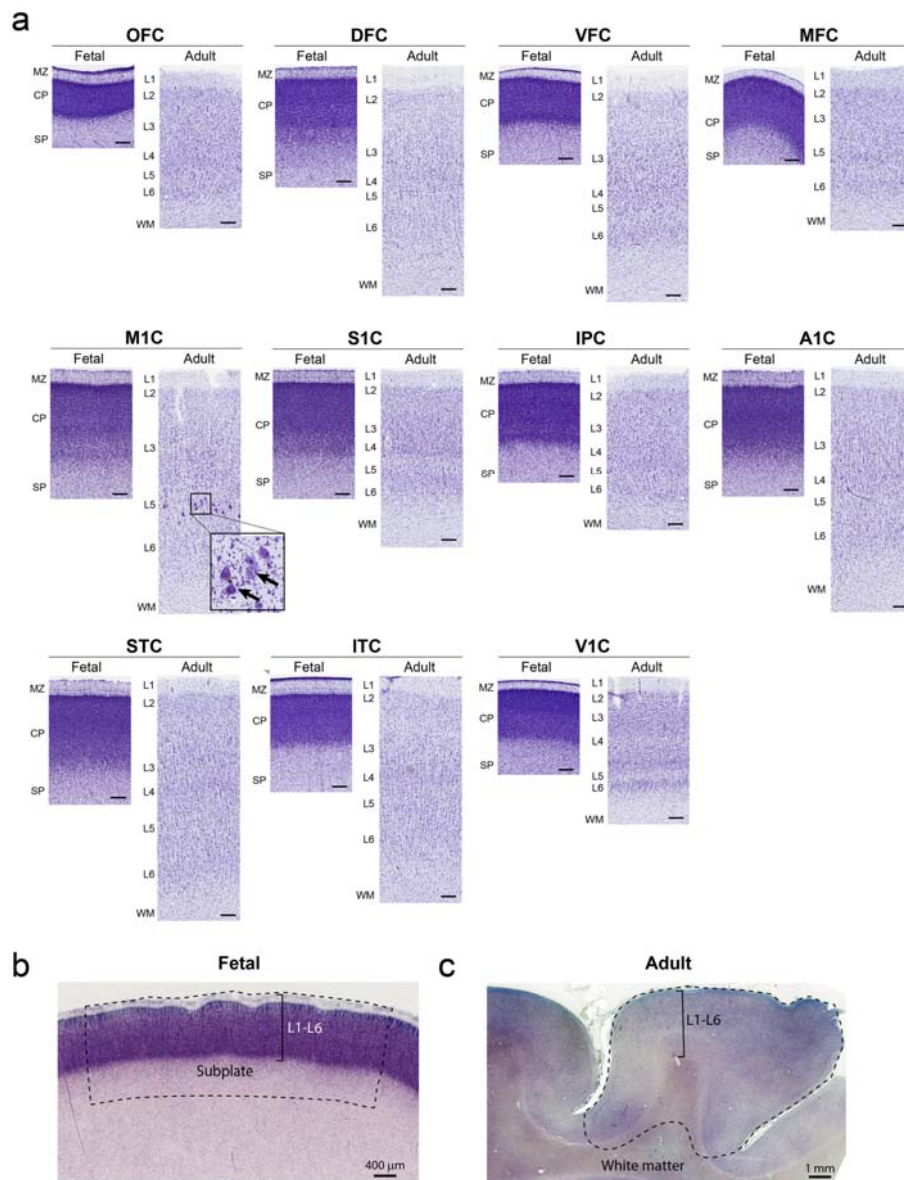 a
OFC DFC VFC MFC
Fetal Adult Fetal Adult Fetal Adult Fetal Adult
MZ CP SP L1 L2 L3 L4 L5 L6 WM
MZ CP SP L1 L2 L3 L4 L5 L6 WM
MZ CP SP L1 L2 L3 L4 L5 L6 WM
MZ CP SP L1 L2 L3 L5 L6 WM
M1C S1C IPC A1C
Fetal Adult Fetal Adult Fetal Adult Fetal Adult
MZ CP SP L1 L2 L3 L5 L6 WM
MZ CP SP L1 L2 L3 L4 L5 L6 WM
MZ CP SP L1 L2 L3 L4 L5 L6 WM
MZ CP SP L1 L2 L3 L4 L5 L6 WM
STC ITC V1C
Fetal Adult Fetal Adult Fetal Adult
MZ CP SP L1 L2 L3 L4 L5 L6 WM
MZ CP SP L1 L2 L3 L4 L5 L6 WM
MZ CP SP L1 L2 L3 L4 L5 L6 WM
b Fetal
L1-L6
Subplate
400 μm
c Adult
L1-L6
White matter
1 mm